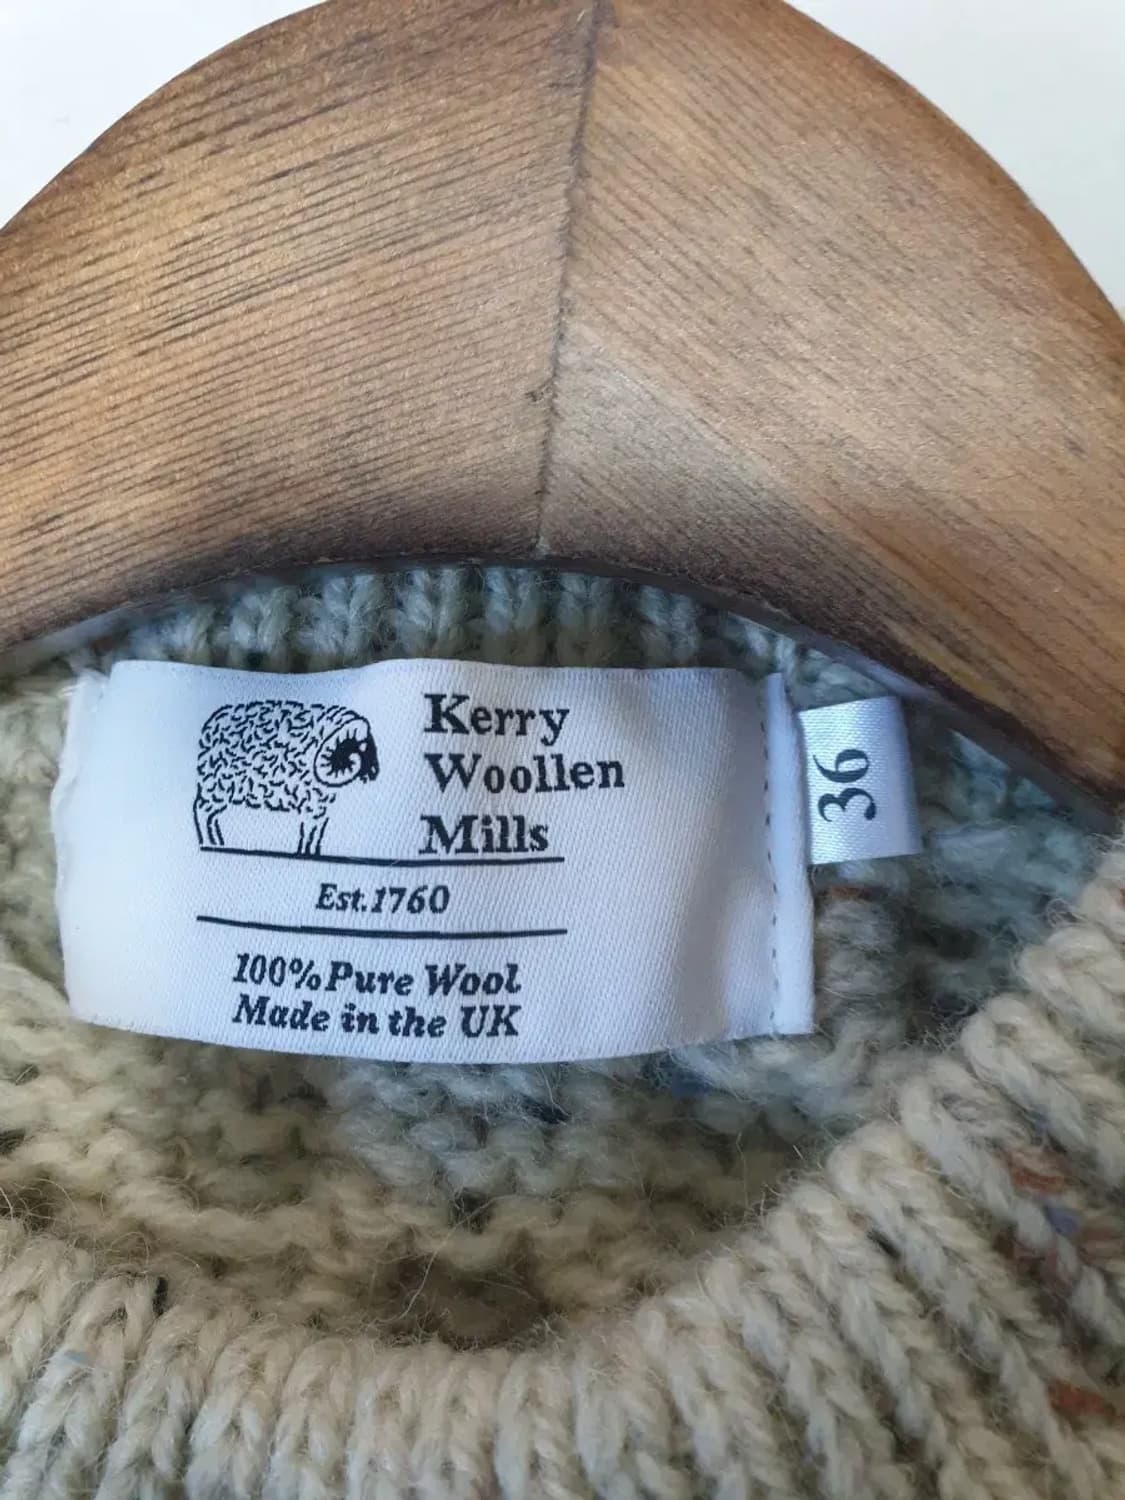 Kerry
Woollen
Mills
Est.1760
100% Pure Wool
Made in the UK
36